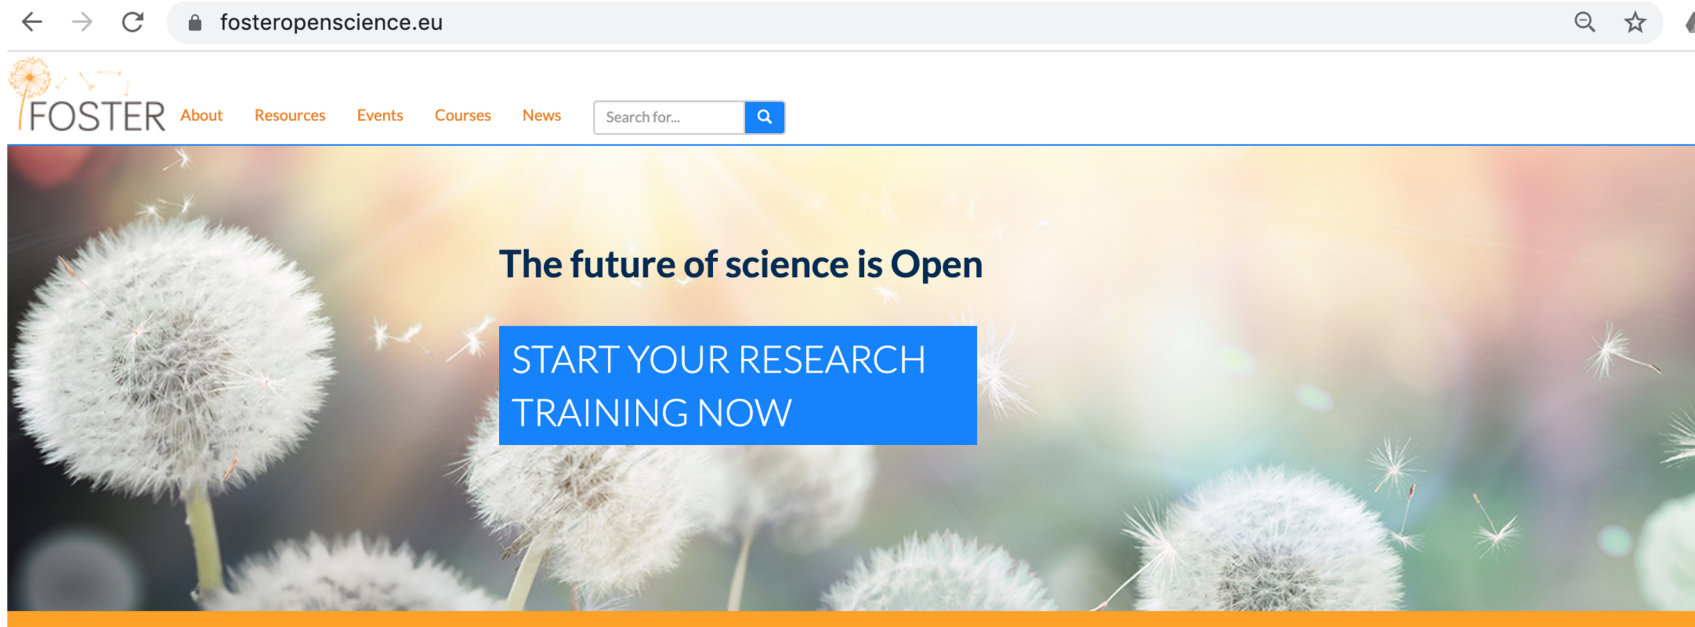 fosteropenscience.eu
FOSTER About Resources Events Courses News Search for...
The future of science is Open
START YOUR RESEARCH
TRAINING NOW